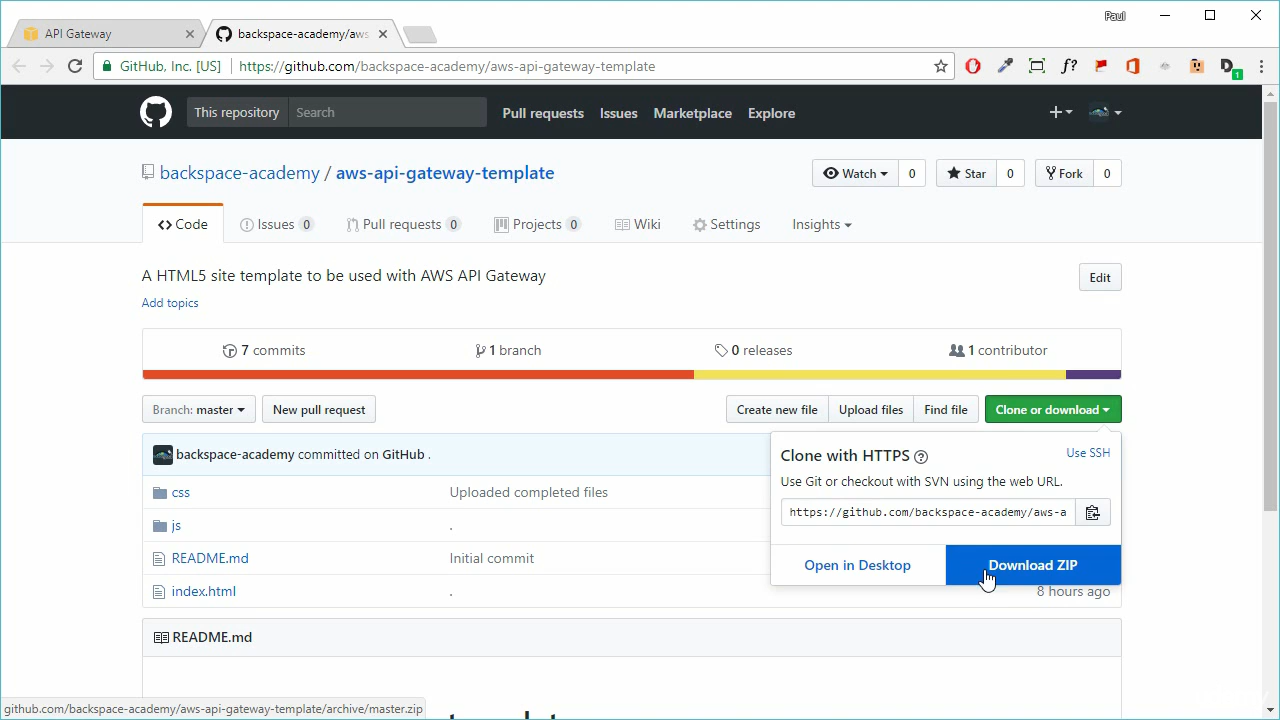 Paul
API Gateway
backspace-academy/aws
GitHub, Inc. [US]
https://github.com/backspace-academy/aws-api-gateway-template
f?
D
1
This repository
Search
Pull requests
Issues
Marketplace
Explore
backspace-academy / aws-api-gateway-template
Watch 0
Star 0
Fork 0
Code
Issues 0
Pull requests 0
Projects 0
Wiki
Settings
Insights
A HTML5 site template to be used with AWS API Gateway
Edit
Add topics
7 commits
1 branch
0 releases
1 contributor
Branch: master
New pull request
Create new file
Upload files
Find file
Clone or download
backspace-academy committed on GitHub .
Clone with HTTPS ?
Use SSH
Use Git or checkout with SVN using the web URL.
https://github.com/backspace-academy/aws-a
Open in Desktop
Download ZIP
css
Uploaded completed files
js
.
README.md
Initial commit
index.html
.
8 hours ago
README.md
github.com/backspace-academy/aws-api-gateway-template/archive/master.zip